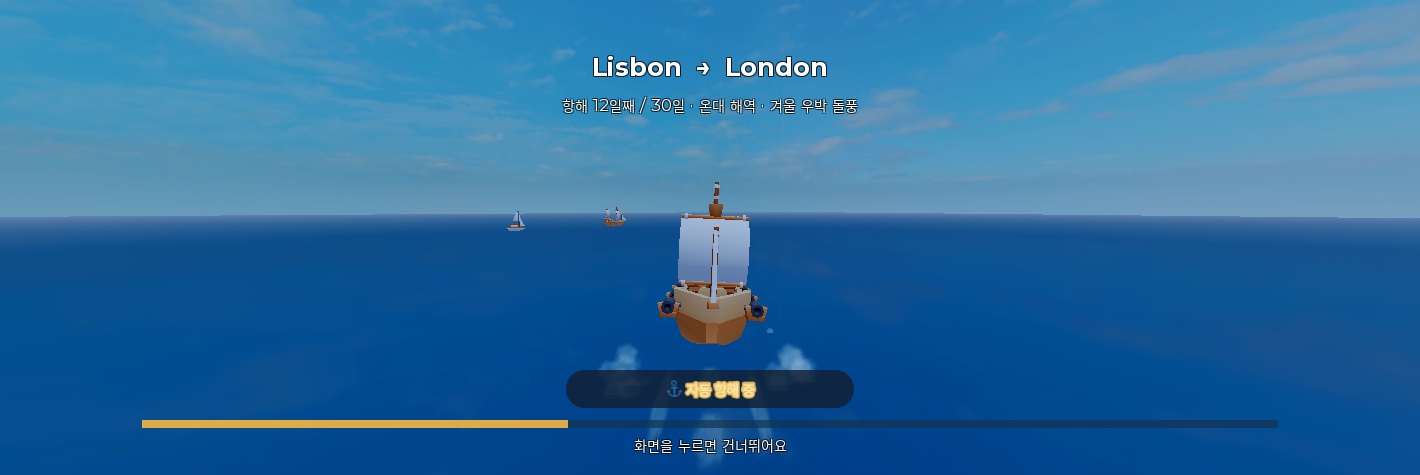 Lisbon → London
항해 12일째 / 30일 · 온대 해역 · 겨울 우박 돌풍
⚓ 자동 항해 중
화면을 누르면 건너뛰어요